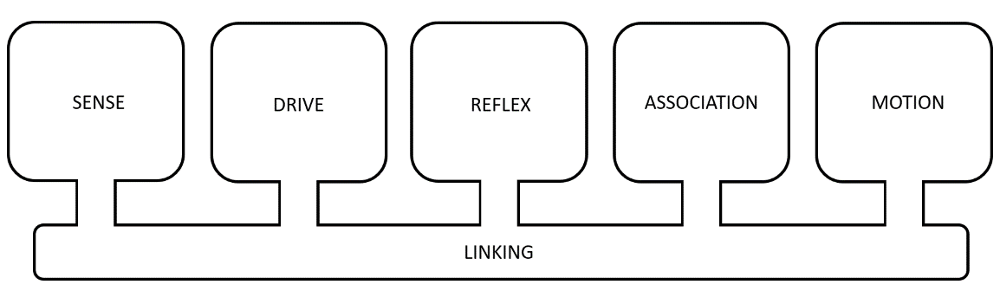 SENSE
DRIVE
REFLEX
ASSOCIATION
MOTION
LINKING